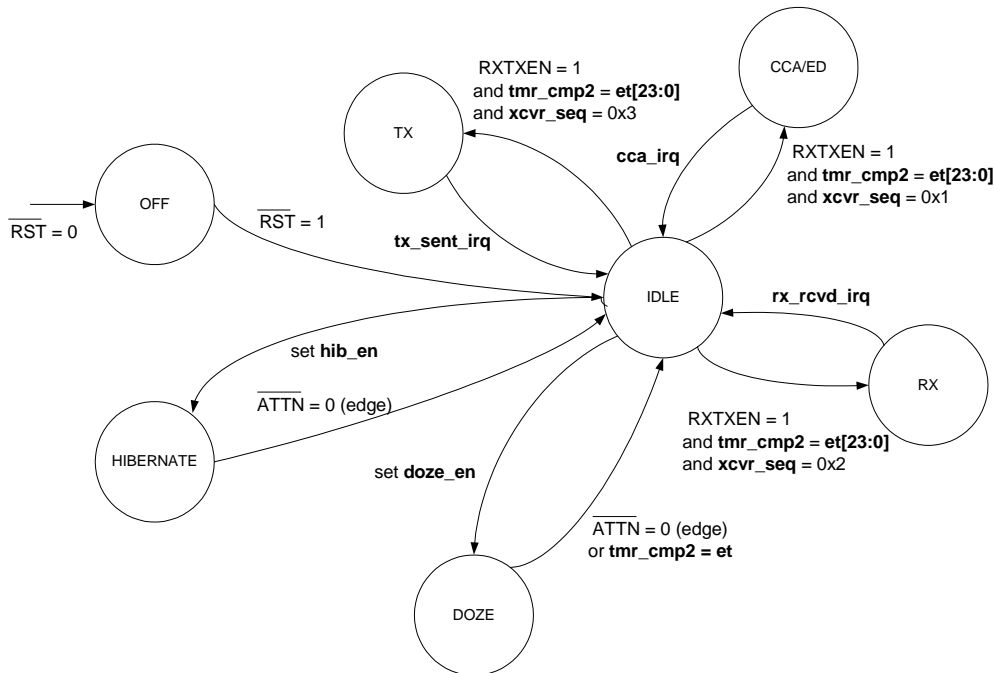 CCA/ED
RXTXEN = 1
and tmr_cmp2 = et[23:0]
and xcvr_seq = 0x3
TX
cca_irq
RXTXEN = 1
and tmr_cmp2 = et[23:0]
and xcvr_seq = 0x1
OFF
RST = 0
RST = 1
tx_sent_irq
IDLE
rx_rcvd_irq
set hib_en
RX
ATTN = 0 (edge)
RXTXEN = 1
and tmr_cmp2 = et[23:0]
and xcvr_seq = 0x2
HIBERNATE
set doze_en
ATTN = 0 (edge)
or tmr_cmp2 = et
DOZE